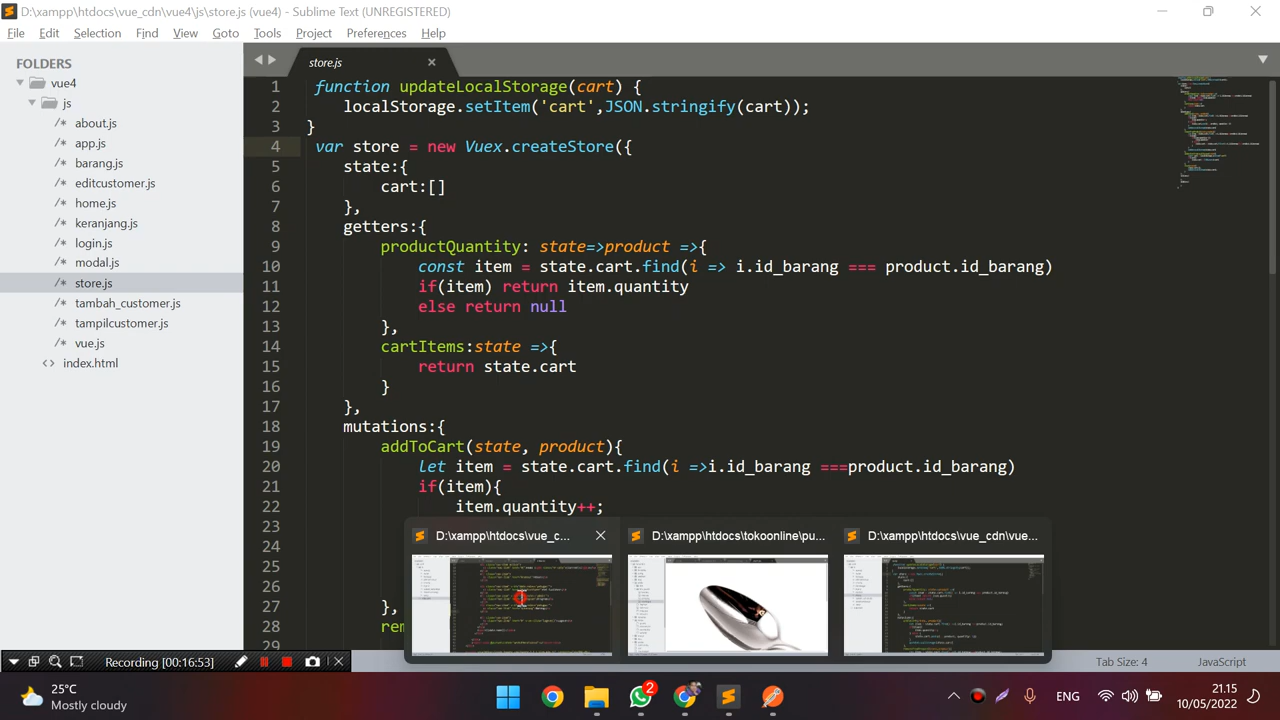 D:\xampp\htdocs\vue_cdn\vue4\js\store.js (vue4) - Sublime Text (UNREGISTERED)
File Edit Selection Find View Goto Tools Project Preferences Help
FOLDERS
vue4
js
/* about.js
/* app.js
/* barang.js
/* editcustomer.js
/* home.js
/* keranjang.js
/* login.js
/* modal.js
/* store.js
/* tambah_customer.js
/* tampilcustomer.js
/* vue.js
<> index.html
store.js
1 function updateLocalStorage(cart) {
2 localStorage.setItem('cart',JSON.stringify(cart));
3 }
4 var store = new Vuex.createStore({
5 state:{
6 cart:[]
7 },
8 getters:{
9 productQuantity: state=>product =>{
10 const item = state.cart.find(i => i.id_barang === product.id_barang)
11 if(item) return item.quantity
12 else return null
13 },
14 cartItems:state =>{
15 return state.cart
16 }
17 },
18 mutations:{
19 addToCart(state, product){
20 let item = state.cart.find(i =>i.id_barang ===product.id_barang)
21 if(item){
22 item.quantity++;
23
24
25
26
27 },
28 rem
29
D:\xampp\htdocs\vue_c...
D:\xampp\htdocs\tokoonline\pu...
D:\xampp\htdocs\vue_cdn\vue...
Recording [00:16:53]
Tab Size: 4
JavaScript
25°C
Mostly cloudy
2
ENG
21.15
10/05/2022